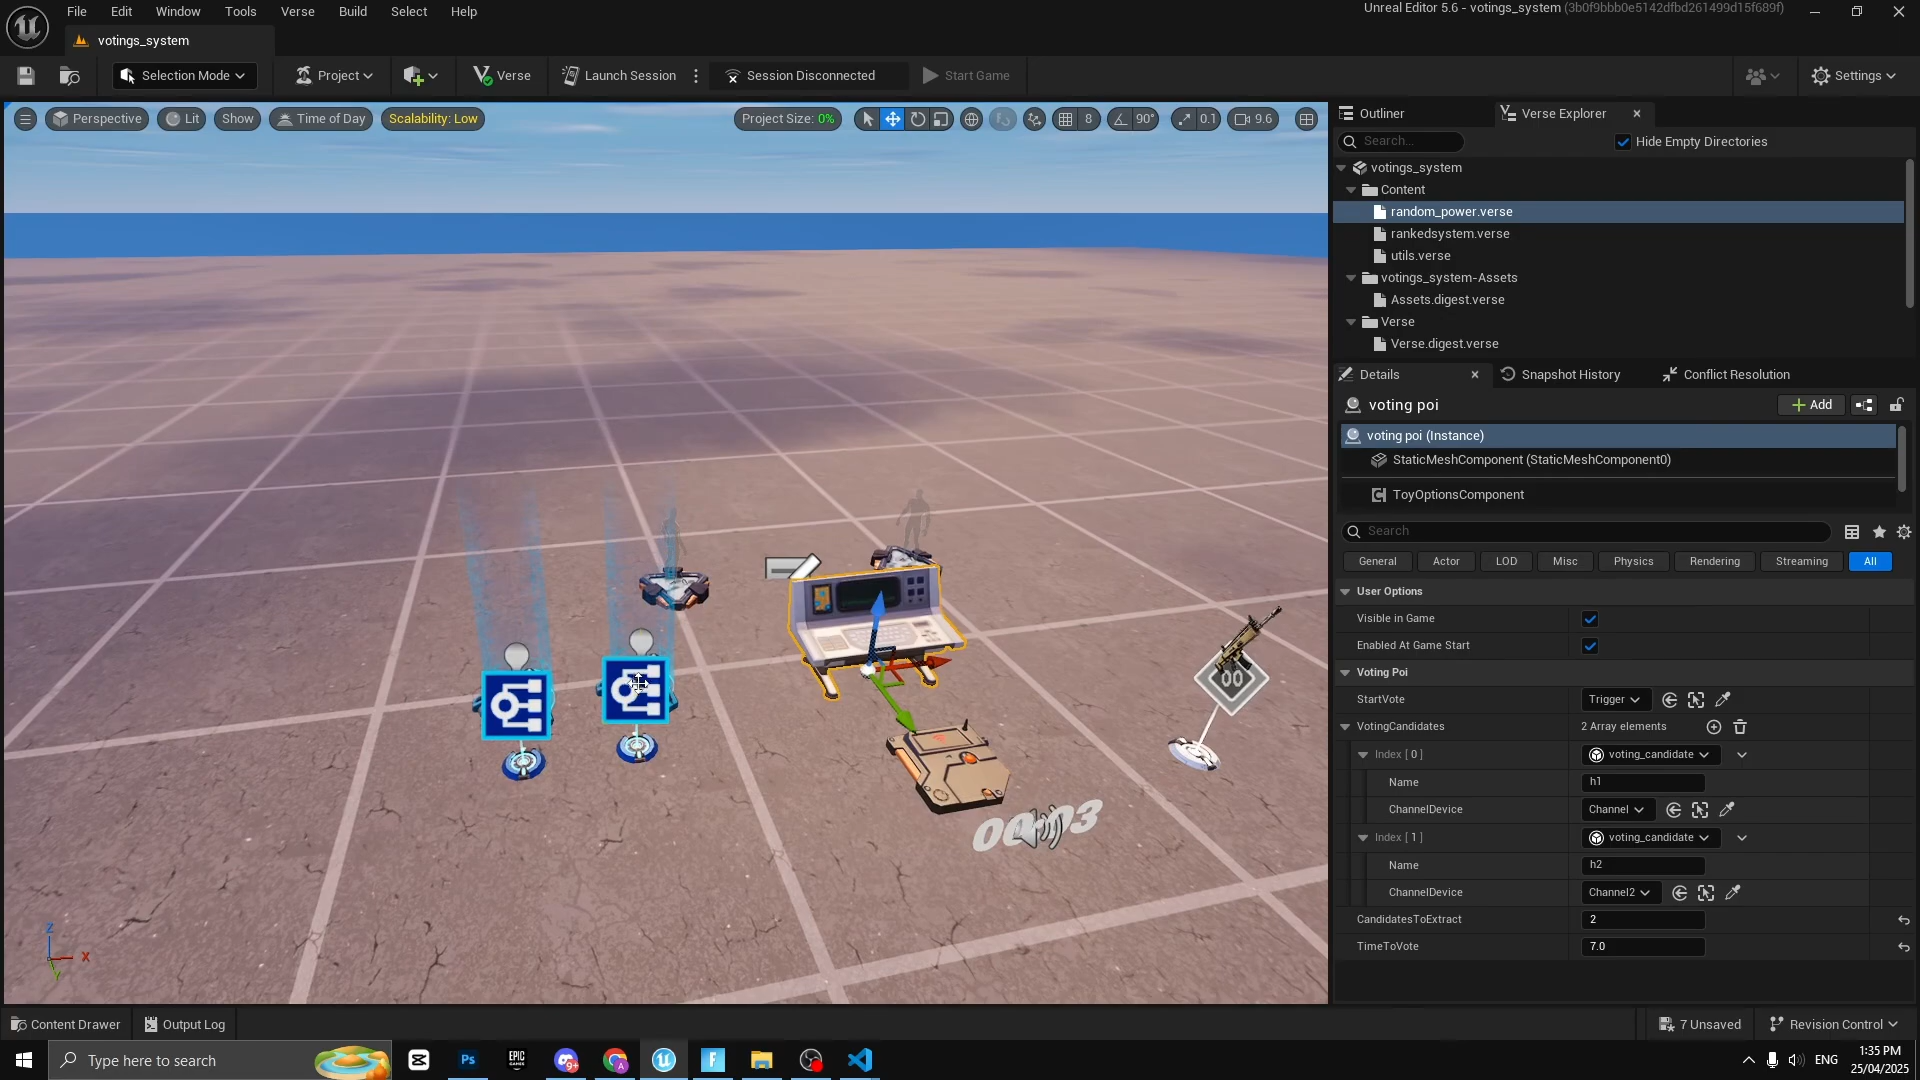 File Edit Window Tools Verse Build Select Help
Unreal Editor 5.6 - votings_system (3b0f9bbb0e5142dfbd261499d15f689f)
votings_system
Selection Mode
Project
Verse
Launch Session
Session Disconnected
Start Game
Settings
Perspective
Lit
Show
Time of Day
Scalability: Low
Project Size: 0%
8
90°
0.1
9.6
Outliner
Verse Explorer
Search...
Hide Empty Directories
votings_system
Content
random_power.verse
rankedsystem.verse
utils.verse
votings_system-Assets
Assets.digest.verse
Verse
Verse.digest.verse
Details
Snapshot History
Conflict Resolution
voting poi
Add
voting poi (Instance)
StaticMeshComponent (StaticMeshComponent0)
ToyOptionsComponent
Search
General Actor LOD Misc Physics Rendering Streaming All
User Options
Visible in Game
Enabled At Game Start
Voting Poi
StartVote Trigger
VotingCandidates 2 Array elements
Index [ 0 ] voting_candidate
Name h1
ChannelDevice Channel
Index [ 1 ] voting_candidate
Name h2
ChannelDevice Channel2
CandidatesToExtract 2
TimeToVote 7.0
00
00:03
Z
X
Y
Content Drawer
Output Log
7 Unsaved
Revision Control
Type here to search
Ps
EPIC GAMES
9+
A
ENG
1:35 PM
25/04/2025